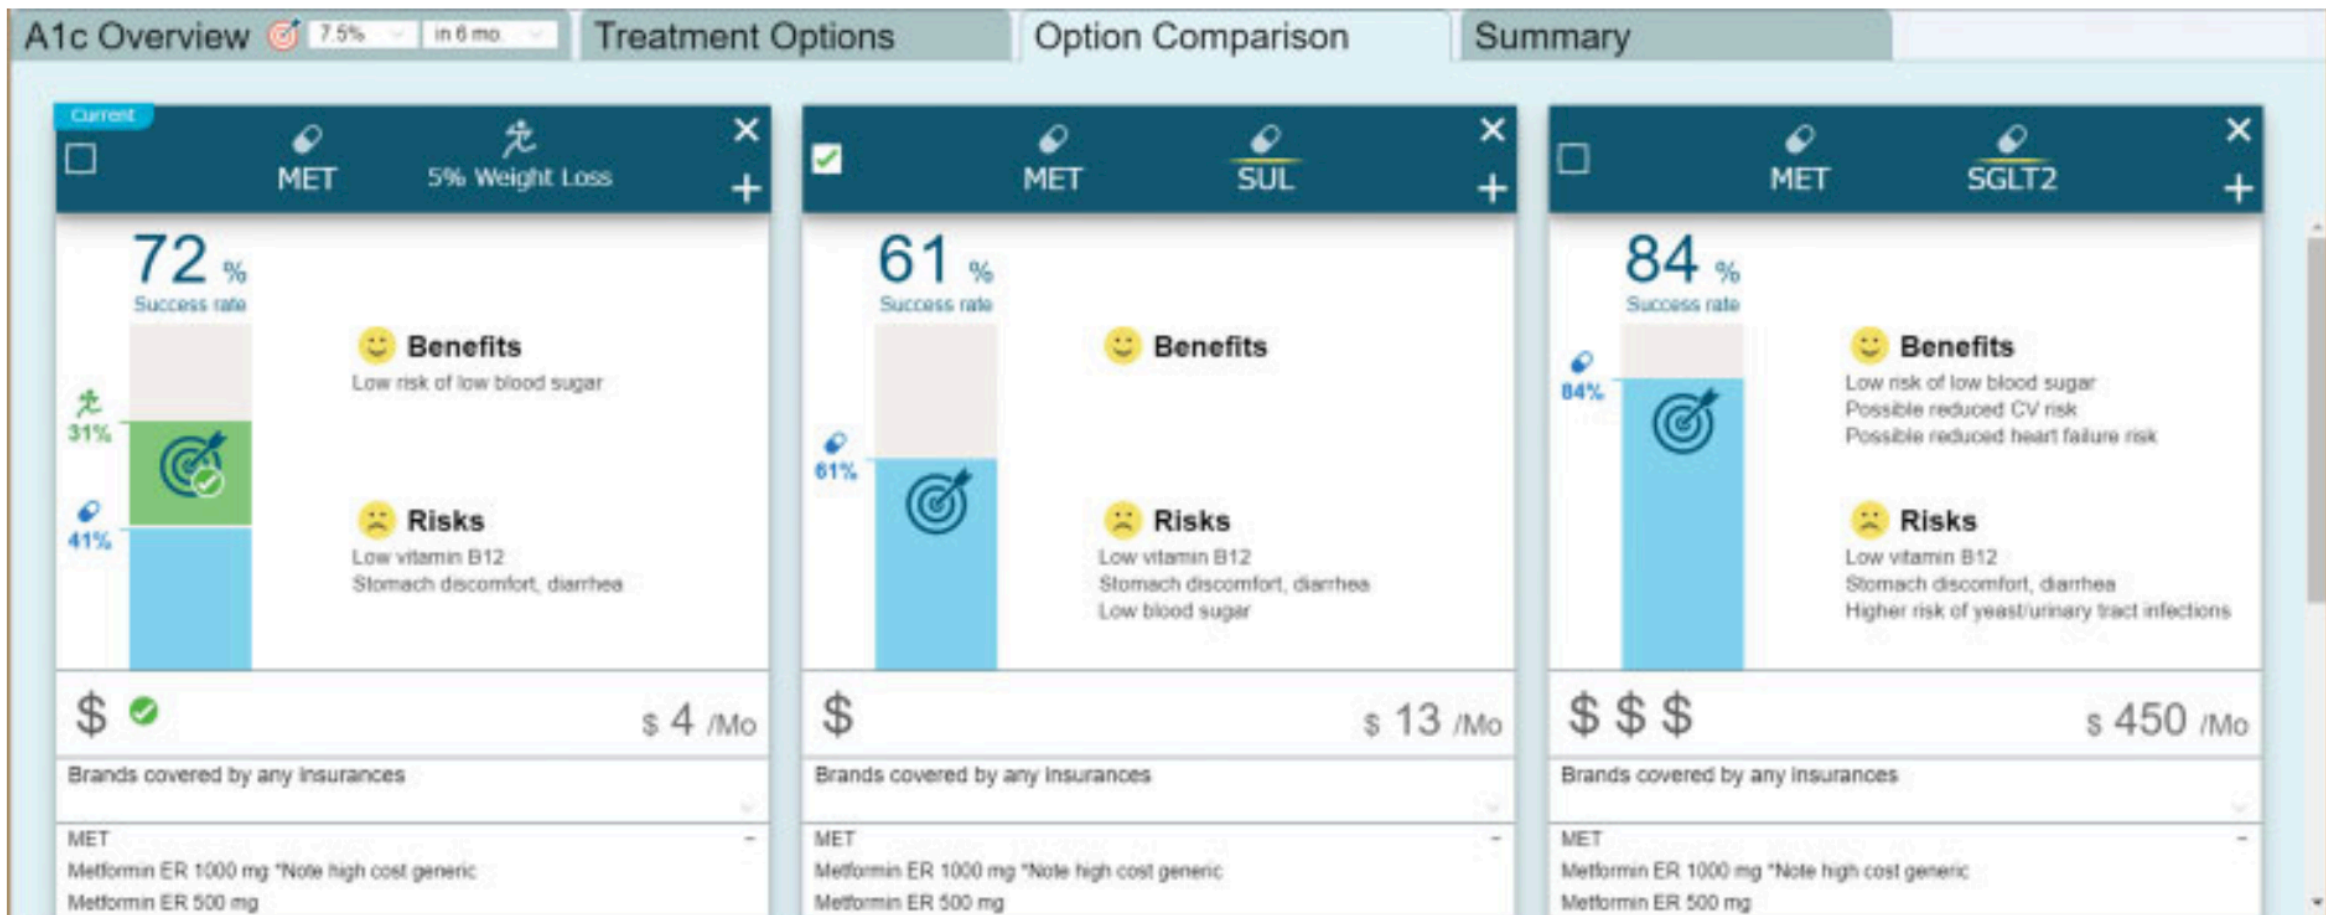 A1c Overview 7.5% in 6 mo. Treatment Options Option Comparison Summary
Current
MET 5% Weight Loss
72 %
Success rate
31%
41%
Benefits
Low risk of low blood sugar
Risks
Low vitamin B12
Stomach discomfort, diarrhea
$ $ 4 /Mo
Brands covered by any insurances
MET
Metformin ER 1000 mg *Note high cost generic
Metformin ER 500 mg
MET SUL
61 %
Success rate
61%
Benefits
Risks
Low vitamin B12
Stomach discomfort, diarrhea
Low blood sugar
$ $ 13 /Mo
Brands covered by any insurances
MET
Metformin ER 1000 mg *Note high cost generic
Metformin ER 500 mg
MET SGLT2
84 %
Success rate
84%
Benefits
Low risk of low blood sugar
Possible reduced CV risk
Possible reduced heart failure risk
Risks
Low vitamin B12
Stomach discomfort, diarrhea
Higher risk of yeast/urinary tract infections
$ $ $ $ 450 /Mo
Brands covered by any insurances
MET
Metformin ER 1000 mg *Note high cost generic
Metformin ER 500 mg